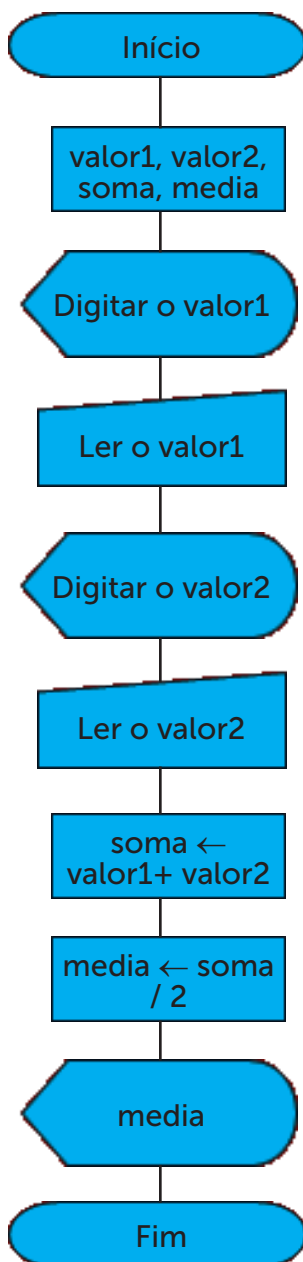 Início
valor1, valor2,
soma, media
Digitar o valor1
Ler o valor1
Digitar o valor2
Ler o valor2
soma ←
valor1+ valor2
media ← soma
/ 2
media
Fim